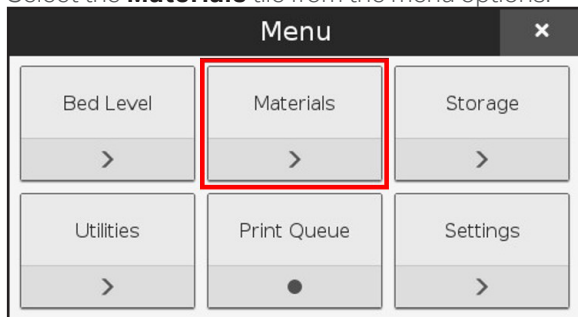 Select the Materials tile from the menu options.
Menu ×
Bed Level Materials Storage
> > >
Utilities Print Queue Settings
> ● >